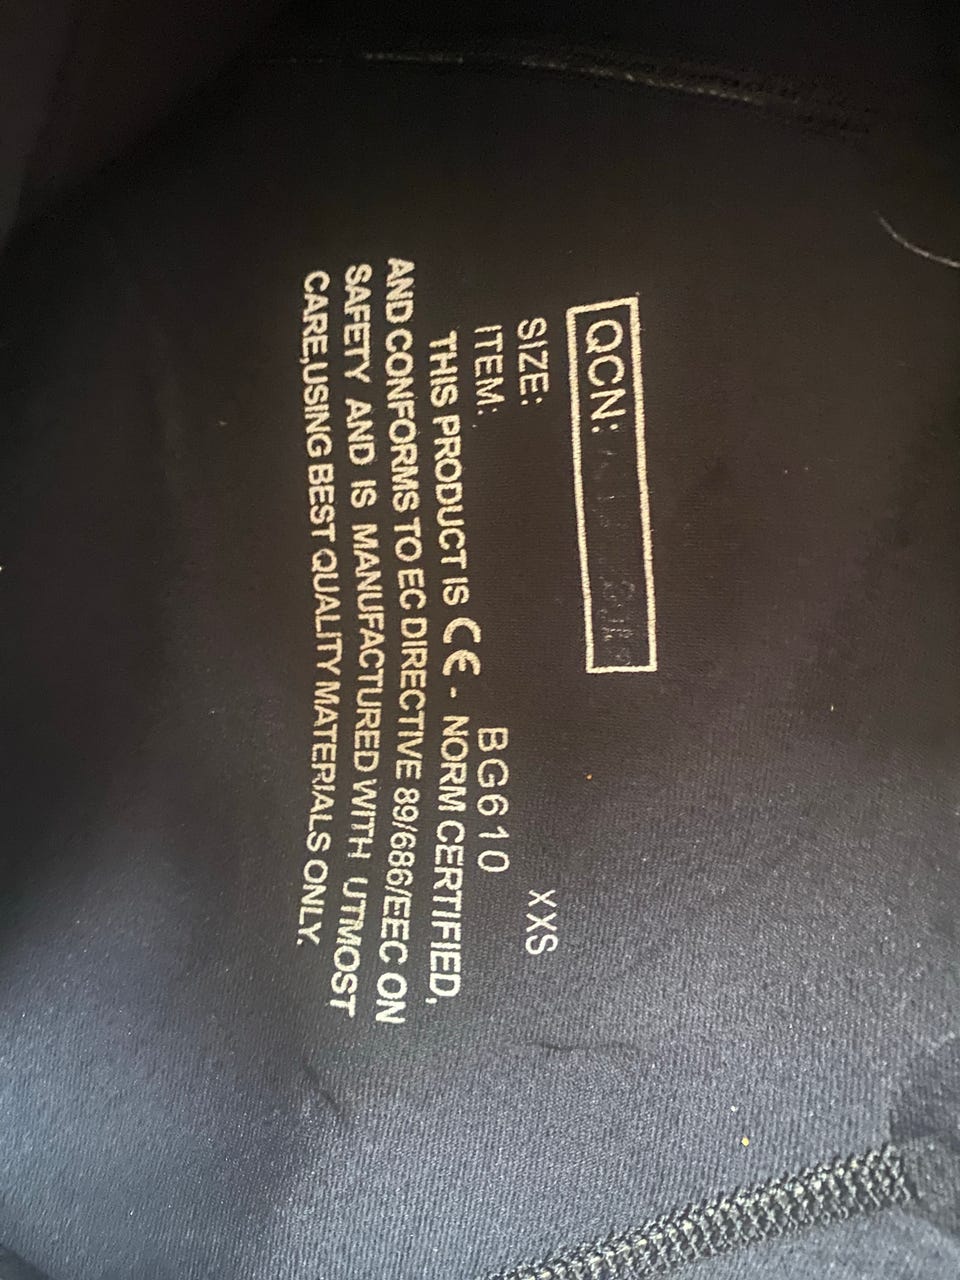 QCN:
SIZE: XXS
ITEM: BG610
THIS PRODUCT IS CE - NORM CERTIFIED,
AND CONFORMS TO EC DIRECTIVE 89/686/EEC ON
SAFETY AND IS MANUFACTURED WITH UTMOST
CARE,USING BEST QUALITY MATERIALS ONLY.